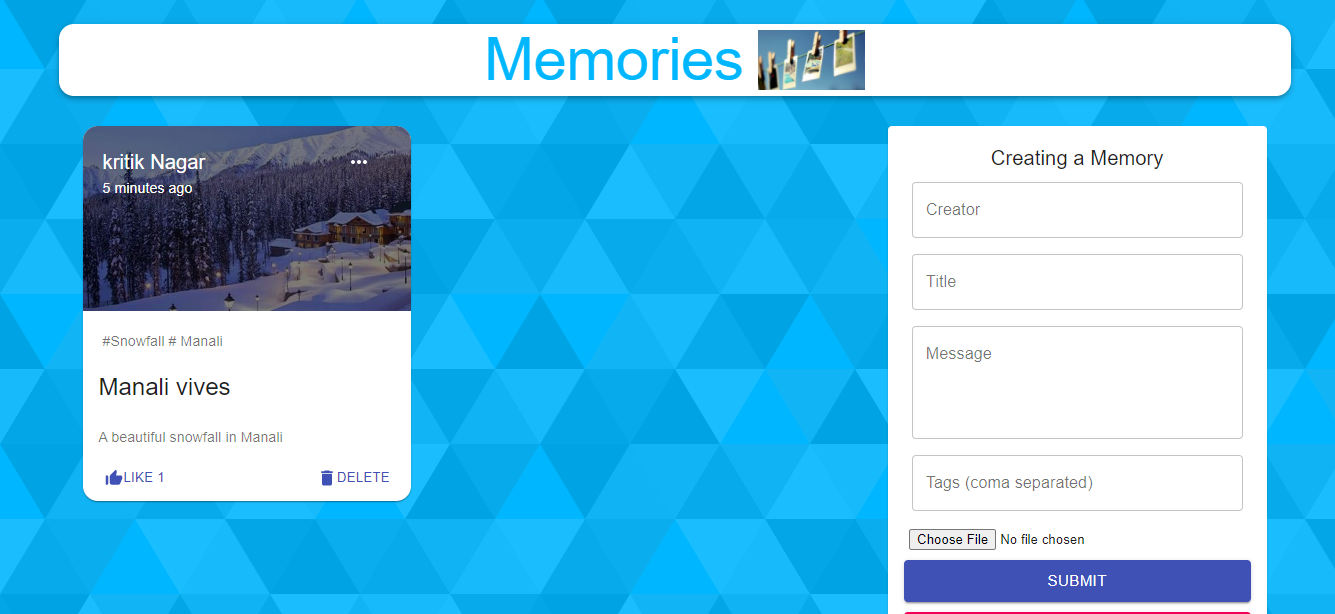 Memories
kritik Nagar
5 minutes ago
#Snowfall # Manali
Manali vives
A beautiful snowfall in Manali
LIKE 1
DELETE
Creating a Memory
Creator
Title
Message
Tags (coma separated)
Choose File No file chosen
SUBMIT